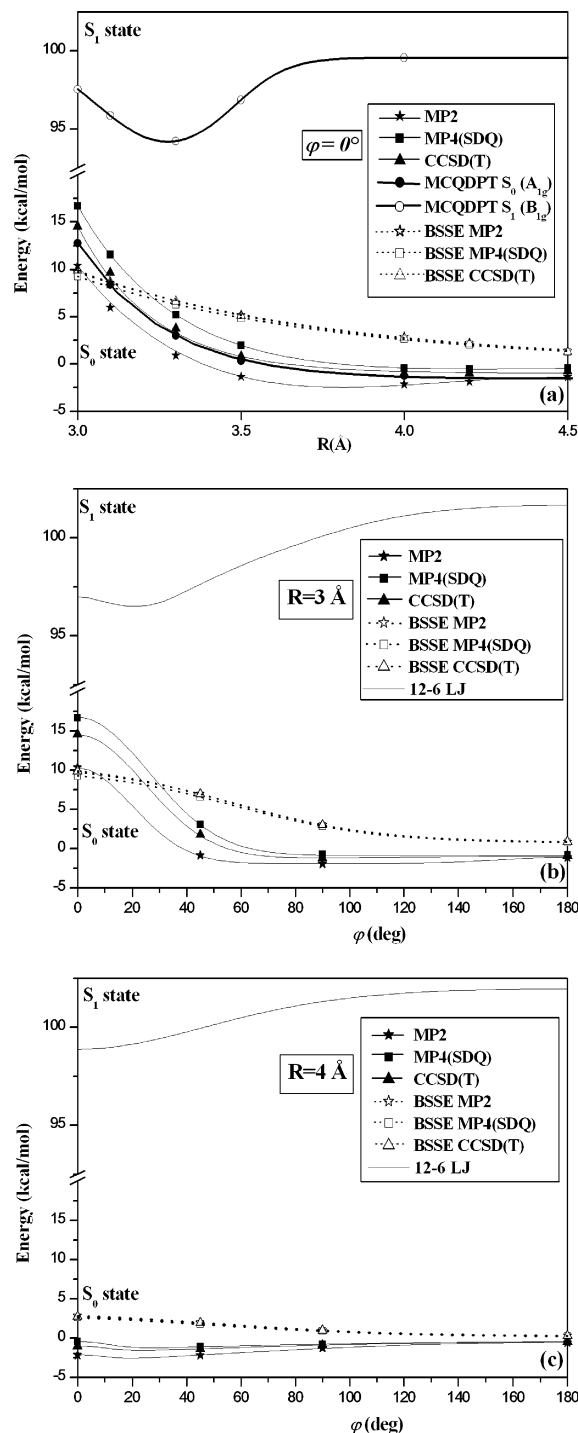 S1 state
100
95
φ = 0°
MP2
MP4(SDQ)
CCSD(T)
MCQDPT S0 (A1g)
MCQDPT S1 (B1g)
BSSE MP2
BSSE MP4(SDQ)
BSSE CCSD(T)
Energy (kcal/mol)
15
10
5
0
-5
S0 state
(a)
3.0 3.5 4.0 4.5
R(Å)
S1 state
100
95
R=3 Å
MP2
MP4(SDQ)
CCSD(T)
BSSE MP2
BSSE MP4(SDQ)
BSSE CCSD(T)
12-6 LJ
Energy (kcal/mol)
15
10
5
0
-5
S0 state
(b)
0 20 40 60 80 100 120 140 160 180
φ (deg)
S1 state
100
95
R=4 Å
MP2
MP4(SDQ)
CCSD(T)
BSSE MP2
BSSE MP4(SDQ)
BSSE CCSD(T)
12-6 LJ
Energy (kcal/mol)
15
10
5
0
-5
S0 state
(c)
0 20 40 60 80 100 120 140 160 180
φ (deg)